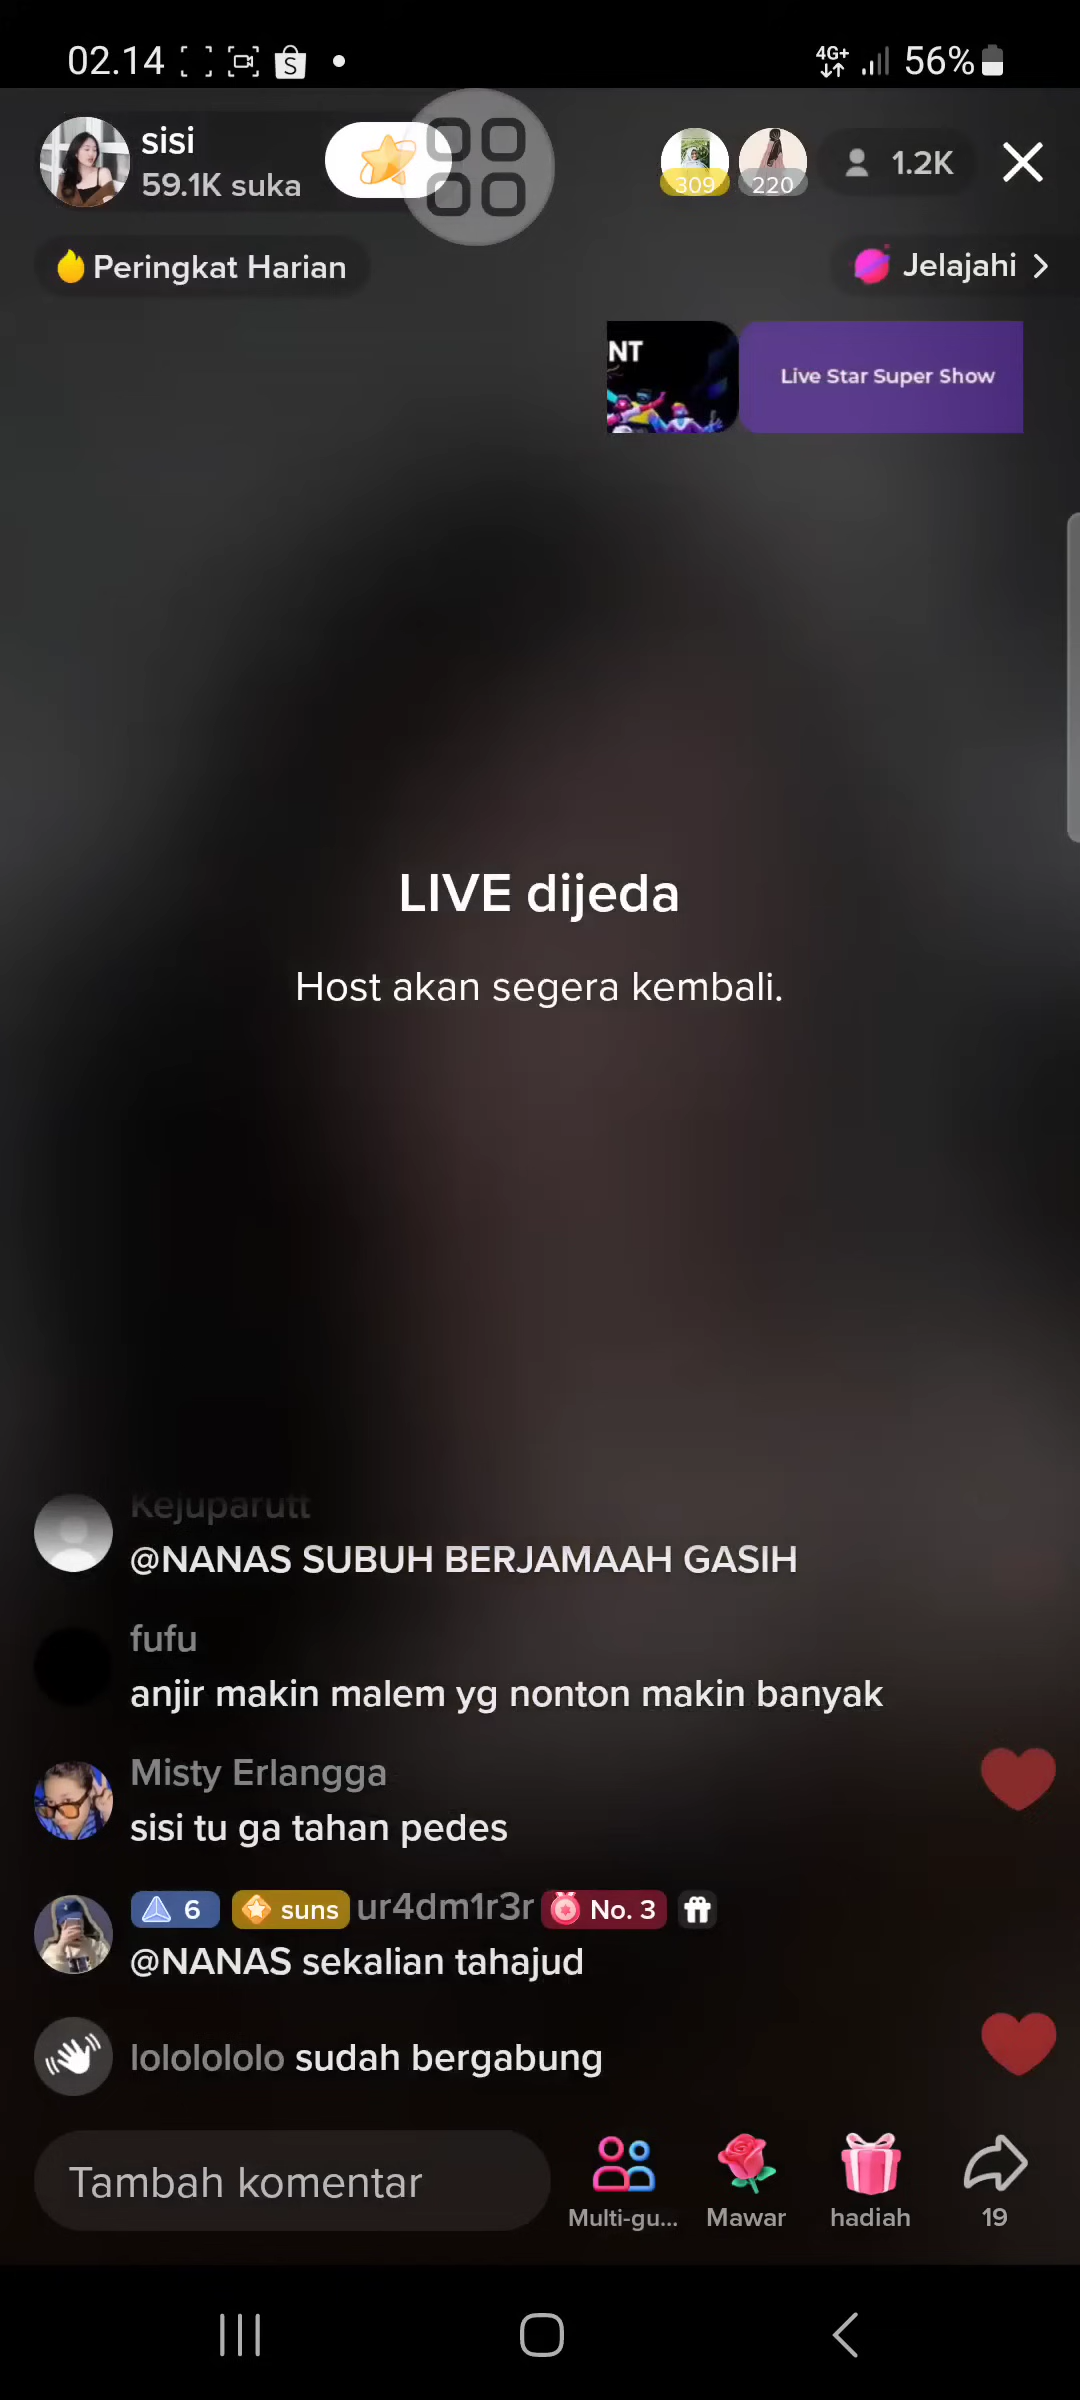 02.14
4G+
56%
sisi
59.1K suka
309
220
1.2K
Peringkat Harian
Jelajahi
NT
Live Star Super Show
LIVE dijeda
Host akan segera kembali.
Kejuparutt
@NANAS SUBUH BERJAMAAH GASIH
fufu
anjir makin malem yg nonton makin banyak
Misty Erlangga
sisi tu ga tahan pedes
6 suns ur4dm1r3r No. 3
@NANAS sekalian tahajud
lololololo sudah bergabung
Tambah komentar
Multi-gu...
Mawar
hadiah
19